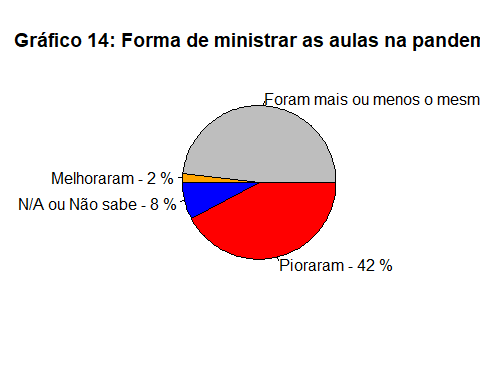 Gráfico 14: Forma de ministrar as aulas na pandem
Foram mais ou menos o mesm
Melhoraram - 2 %
N/A ou Não sabe - 8 %
Pioraram - 42 %